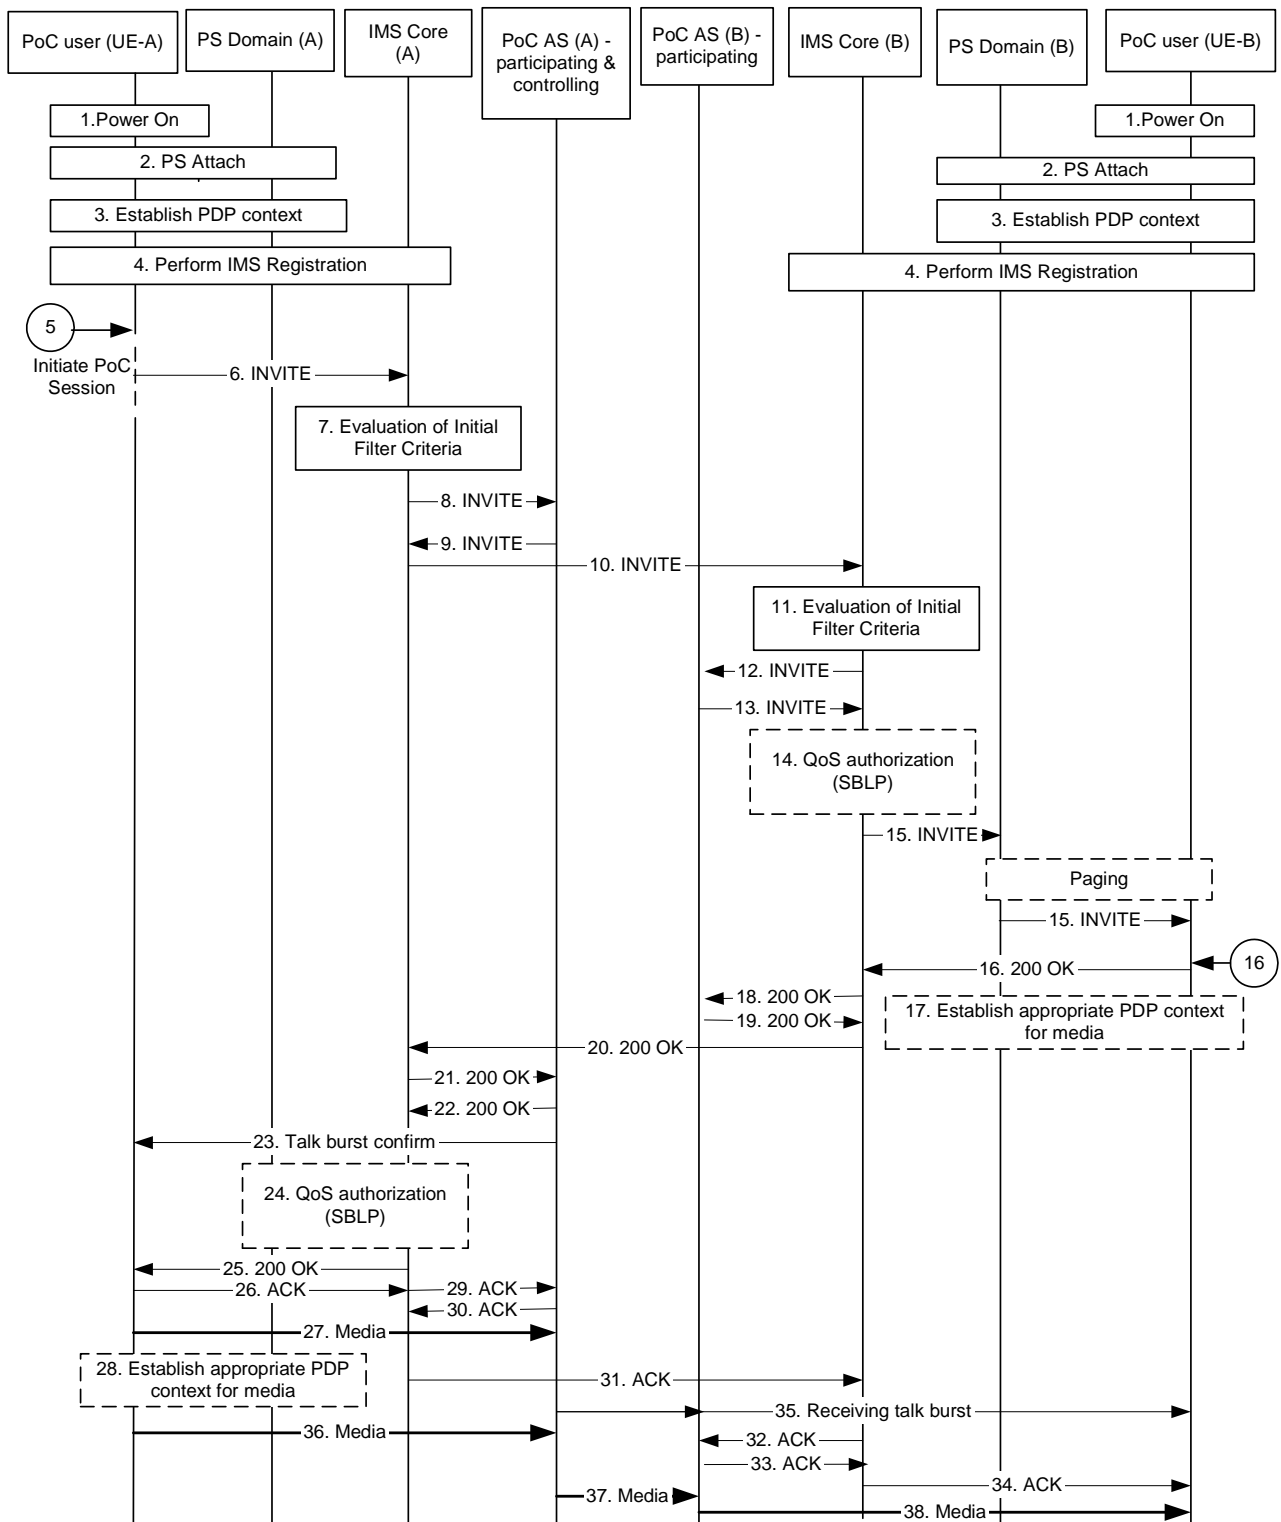 PoC user (UE-A)
PS Domain (A)
IMS Core
(A)
PoC AS (A) -
participating &
controlling
PoC AS (B) -
participating
IMS Core (B)
PS Domain (B)
PoC user (UE-B)
1.Power On
1.Power On
2. PS Attach
2. PS Attach
3. Establish PDP context
3. Establish PDP context
4. Perform IMS Registration
4. Perform IMS Registration
5
Initiate PoC
Session
6. INVITE
7. Evaluation of Initial
Filter Criteria
8. INVITE
9. INVITE
10. INVITE
11. Evaluation of Initial
Filter Criteria
12. INVITE
13. INVITE
14. QoS authorization
(SBLP)
15. INVITE
Paging
15. INVITE
16
16. 200 OK
18. 200 OK
17. Establish appropriate PDP context
for media
19. 200 OK
20. 200 OK
21. 200 OK
22. 200 OK
23. Talk burst confirm
24. QoS authorization
(SBLP)
25. 200 OK
26. ACK
29. ACK
30. ACK
27. Media
28. Establish appropriate PDP
context for media
31. ACK
35. Receiving talk burst
36. Media
32. ACK
33. ACK
34. ACK
37. Media
38. Media